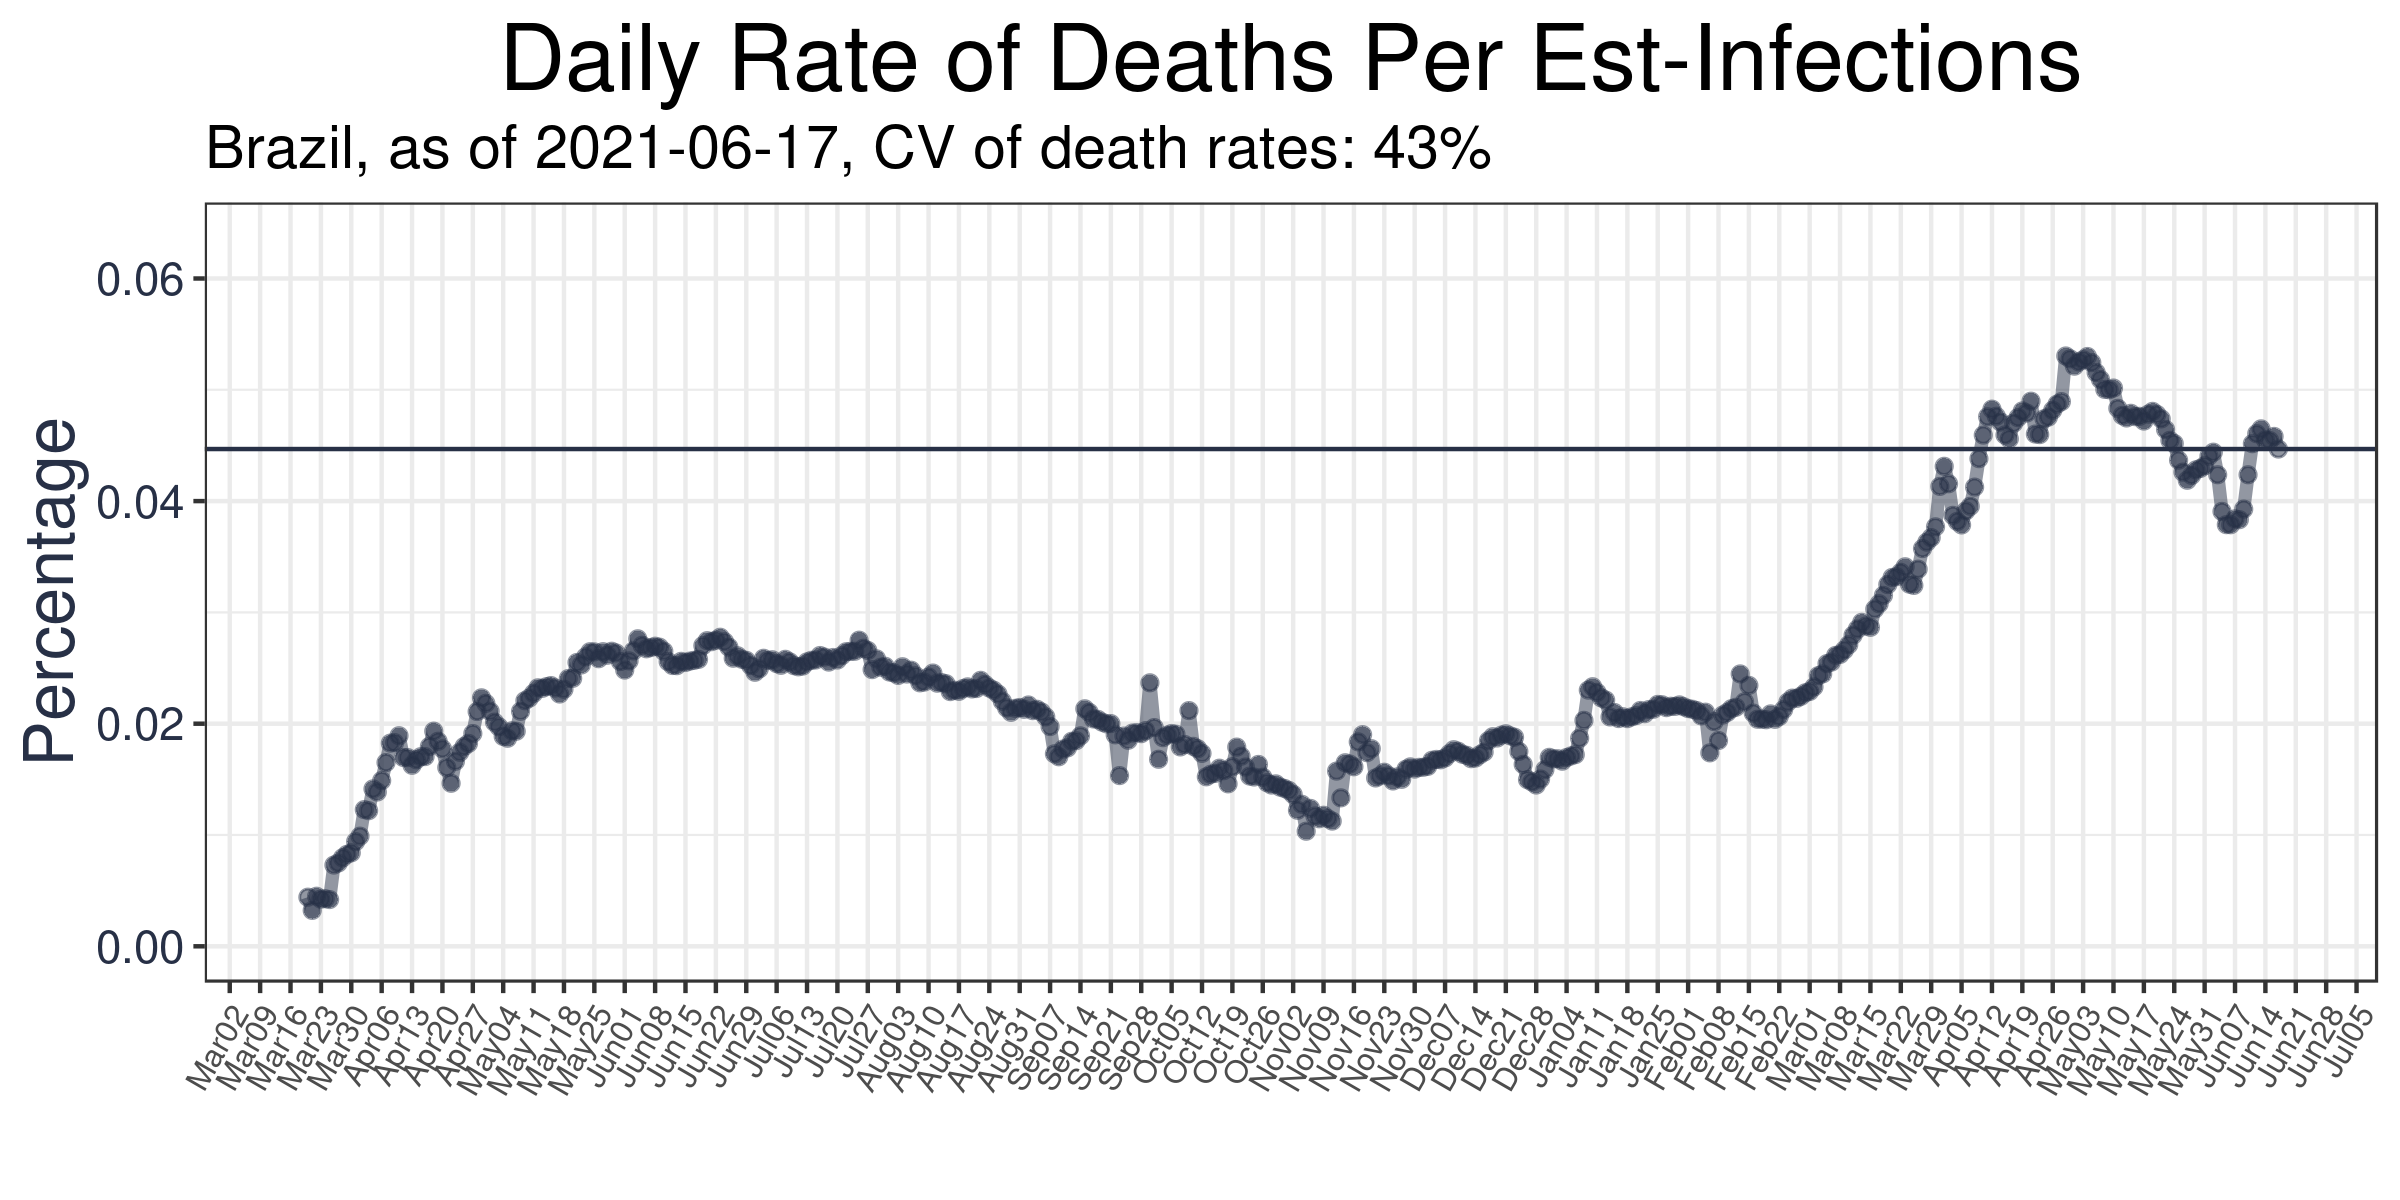 Daily Rate of Deaths Per Est-Infections
Brazil, as of 2021-06-17, CV of death rates: 43%
Percentage
0.06
0.04
0.02
0.00
Mar02
Mar09
Mar16
Mar23
Mar30
Apr06
Apr13
Apr20
Apr27
May04
May11
May18
May25
Jun01
Jun08
Jun15
Jun22
Jun29
Jul06
Jul13
Jul20
Jul27
Aug03
Aug10
Aug17
Aug24
Aug31
Sep07
Sep14
Sep21
Sep28
Oct05
Oct12
Oct19
Oct26
Nov02
Nov09
Nov16
Nov23
Nov30
Dec07
Dec14
Dec21
Dec28
Jan04
Jan11
Jan18
Jan25
Feb01
Feb08
Feb15
Feb22
Mar01
Mar08
Mar15
Mar22
Mar29
Apr05
Apr12
Apr19
Apr26
May03
May10
May17
May24
May31
Jun07
Jun14
Jun21
Jun28
Jul05